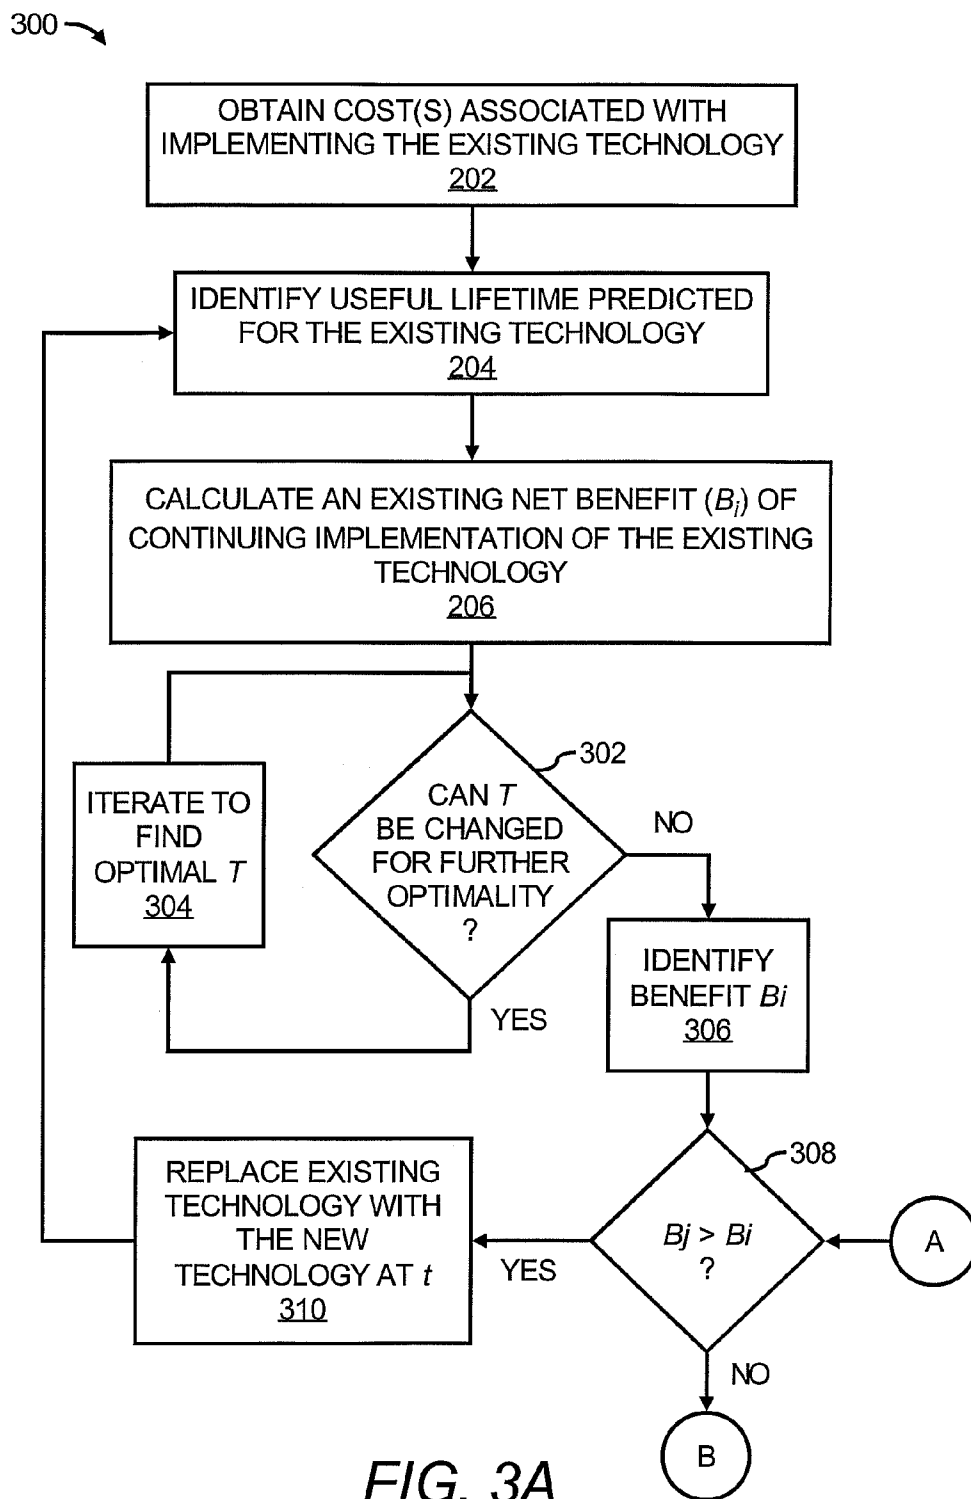 300
OBTAIN COST(S) ASSOCIATED WITH
IMPLEMENTING THE EXISTING TECHNOLOGY
202
IDENTIFY USEFUL LIFETIME PREDICTED
FOR THE EXISTING TECHNOLOGY
204
CALCULATE AN EXISTING NET BENEFIT (Bi) OF
CONTINUING IMPLEMENTATION OF THE EXISTING
TECHNOLOGY
206
302
CAN T
BE CHANGED
FOR FURTHER
OPTIMALITY
?
NO
YES
ITERATE TO
FIND
OPTIMAL T
304
IDENTIFY
BENEFIT Bi
306
308
Bj > Bi
?
A
YES
REPLACE EXISTING
TECHNOLOGY WITH
THE NEW
TECHNOLOGY AT t
310
NO
B
FIG. 3A